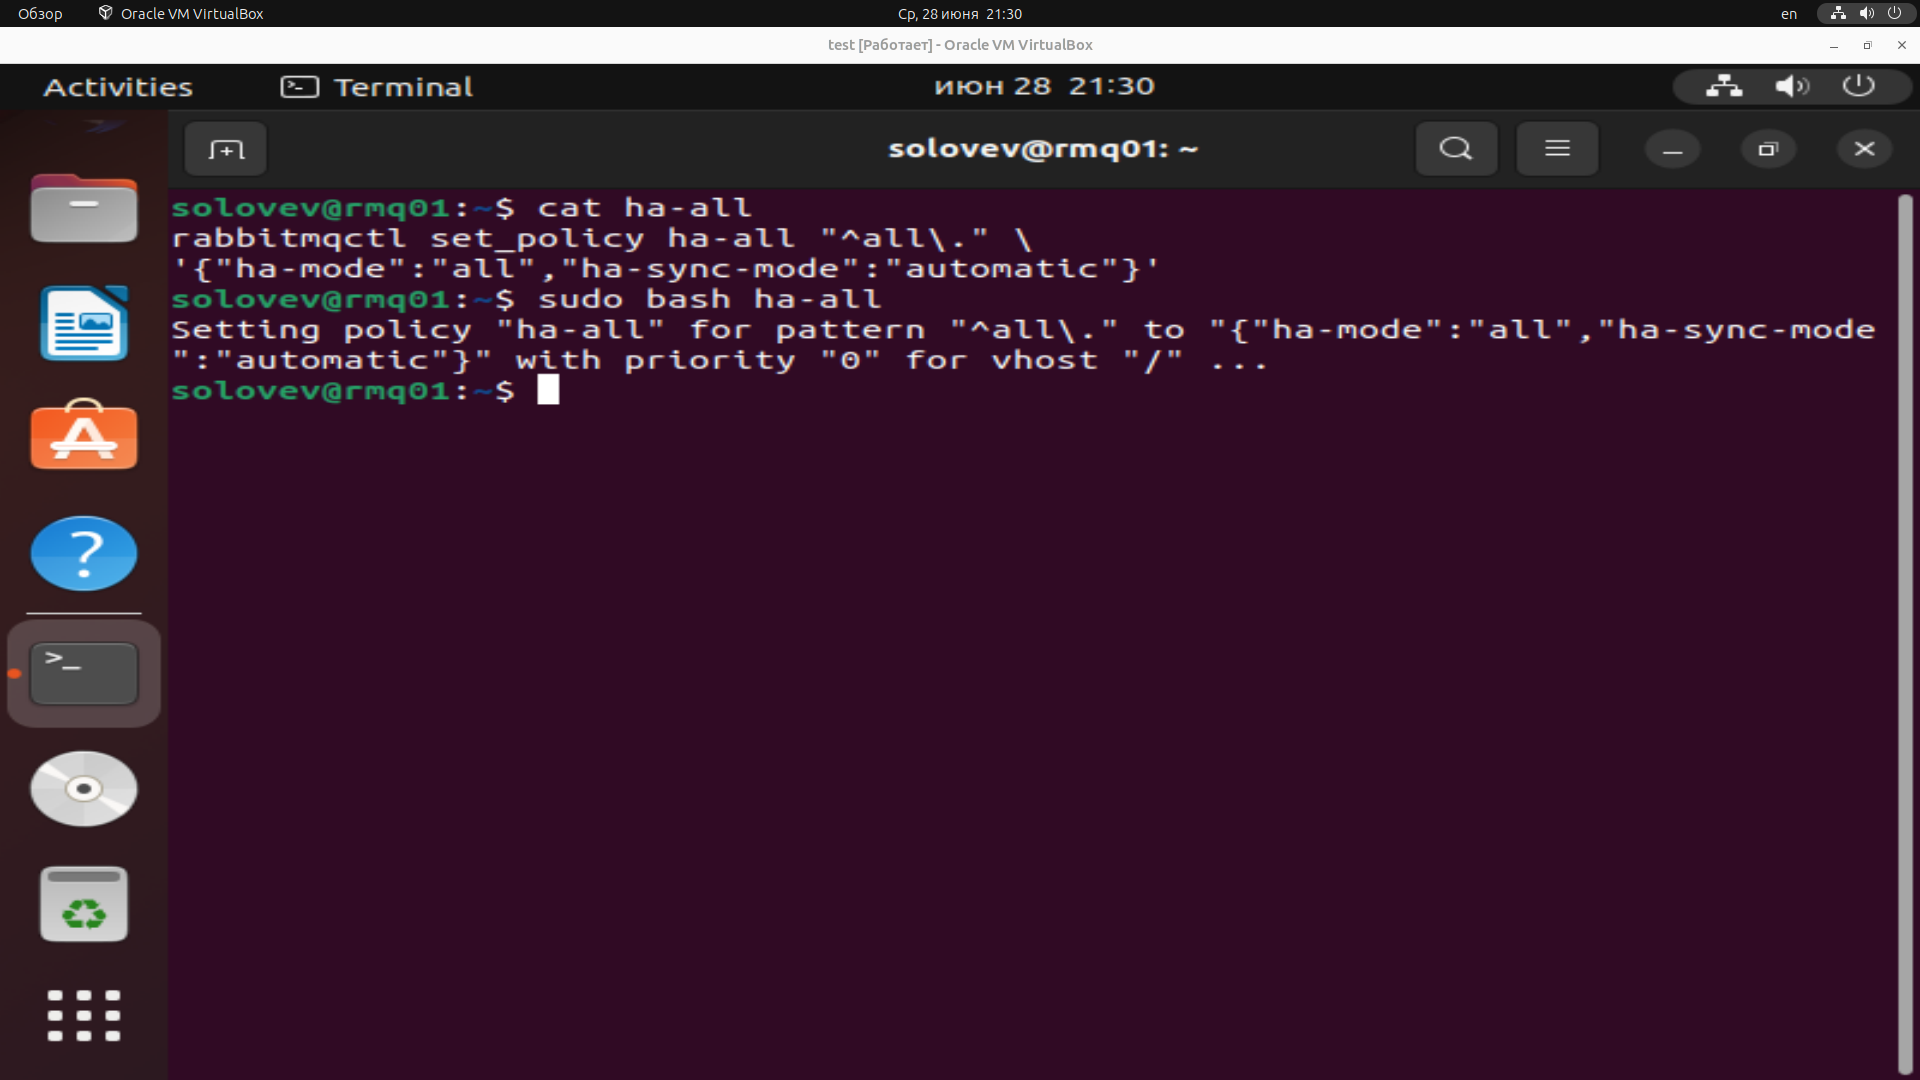 Обзор Oracle VM VirtualBox Ср, 28 июня 21:30 en
test [Работает] - Oracle VM VirtualBox
Activities Terminal июн 28 21:30
solovev@rmq01: ~
solovev@rmq01:~$ cat ha-all
rabbitmqctl set_policy ha-all "^all\." \
'{"ha-mode":"all","ha-sync-mode":"automatic"}'
solovev@rmq01:~$ sudo bash ha-all
Setting policy "ha-all" for pattern "^all\." to "{"ha-mode":"all","ha-sync-mode
":"automatic"}" with priority "0" for vhost "/" ...
solovev@rmq01:~$